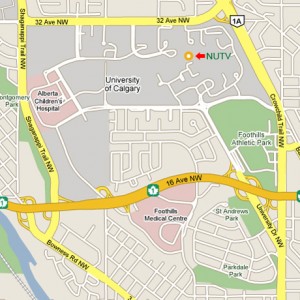 32 Ave NW
32 Ave NW
1A
Shaganappi Trail NW
NUTV
University
of Calgary
Alberta
Children's
Hospital
Montgomery
Park
Crowchild Trail NW
Shaganappi Trail NW
Foothills
Athletic Park
16 Ave NW
1
1
1
Foothills
Medical Centre
St Andrews
Park
University Dr NW
Bowness Rd NW
Parkdale
Park